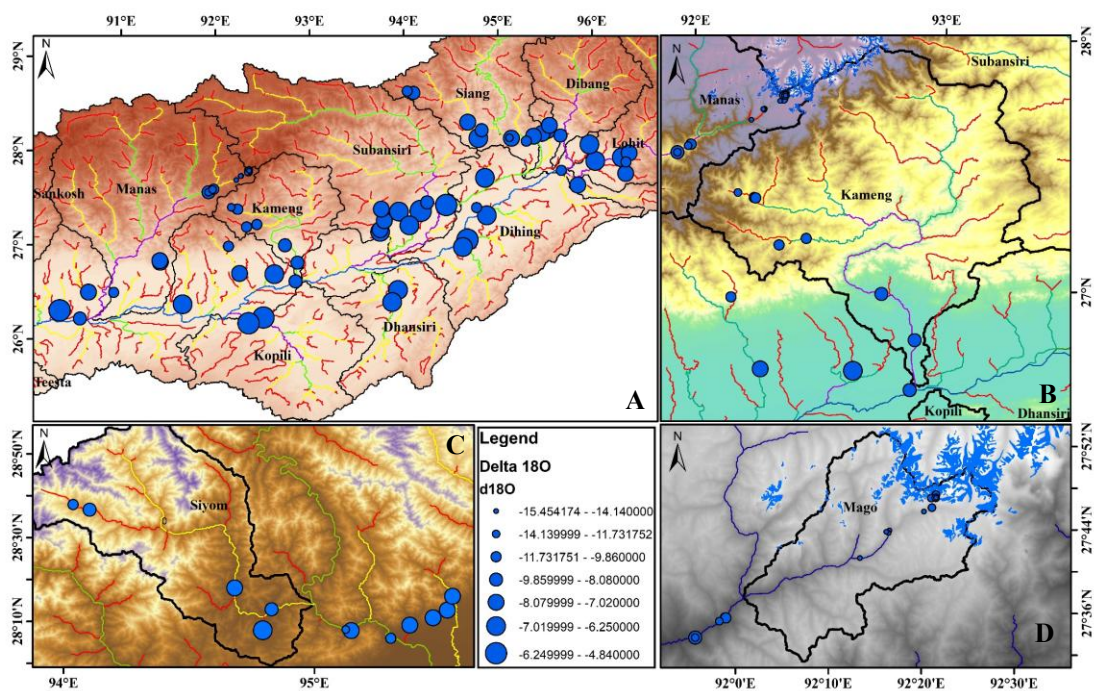 91°E 92°E 93°E 94°E 95°E 96°E
29°N
28°N
27°N
26°N
N
Siang
Dibang
Lohit
Subansiri
Manas
Sankosh
Kameng
Dihing
Dhansiri
Kopili
Teesta
A
92°E 93°E
28°N
27°N
N
Subansiri
Manas
Kameng
B
Kopili
Dhansiri
28°50'N
28°30'N
28°10'N
N
C
Siyom
94°E 95°E
Legend
Delta 18O
d18O
-15.454174 - -14.140000
-14.139999 - -11.731752
-11.731751 - -9.860000
-9.859999 - -8.080000
-8.079999 - -7.020000
-7.019999 - -6.250000
-6.249999 - -4.840000
N
Mago
27°52'N
27°44'N
27°36'N
D
92°0'E 92°10'E 92°20'E 92°30'E